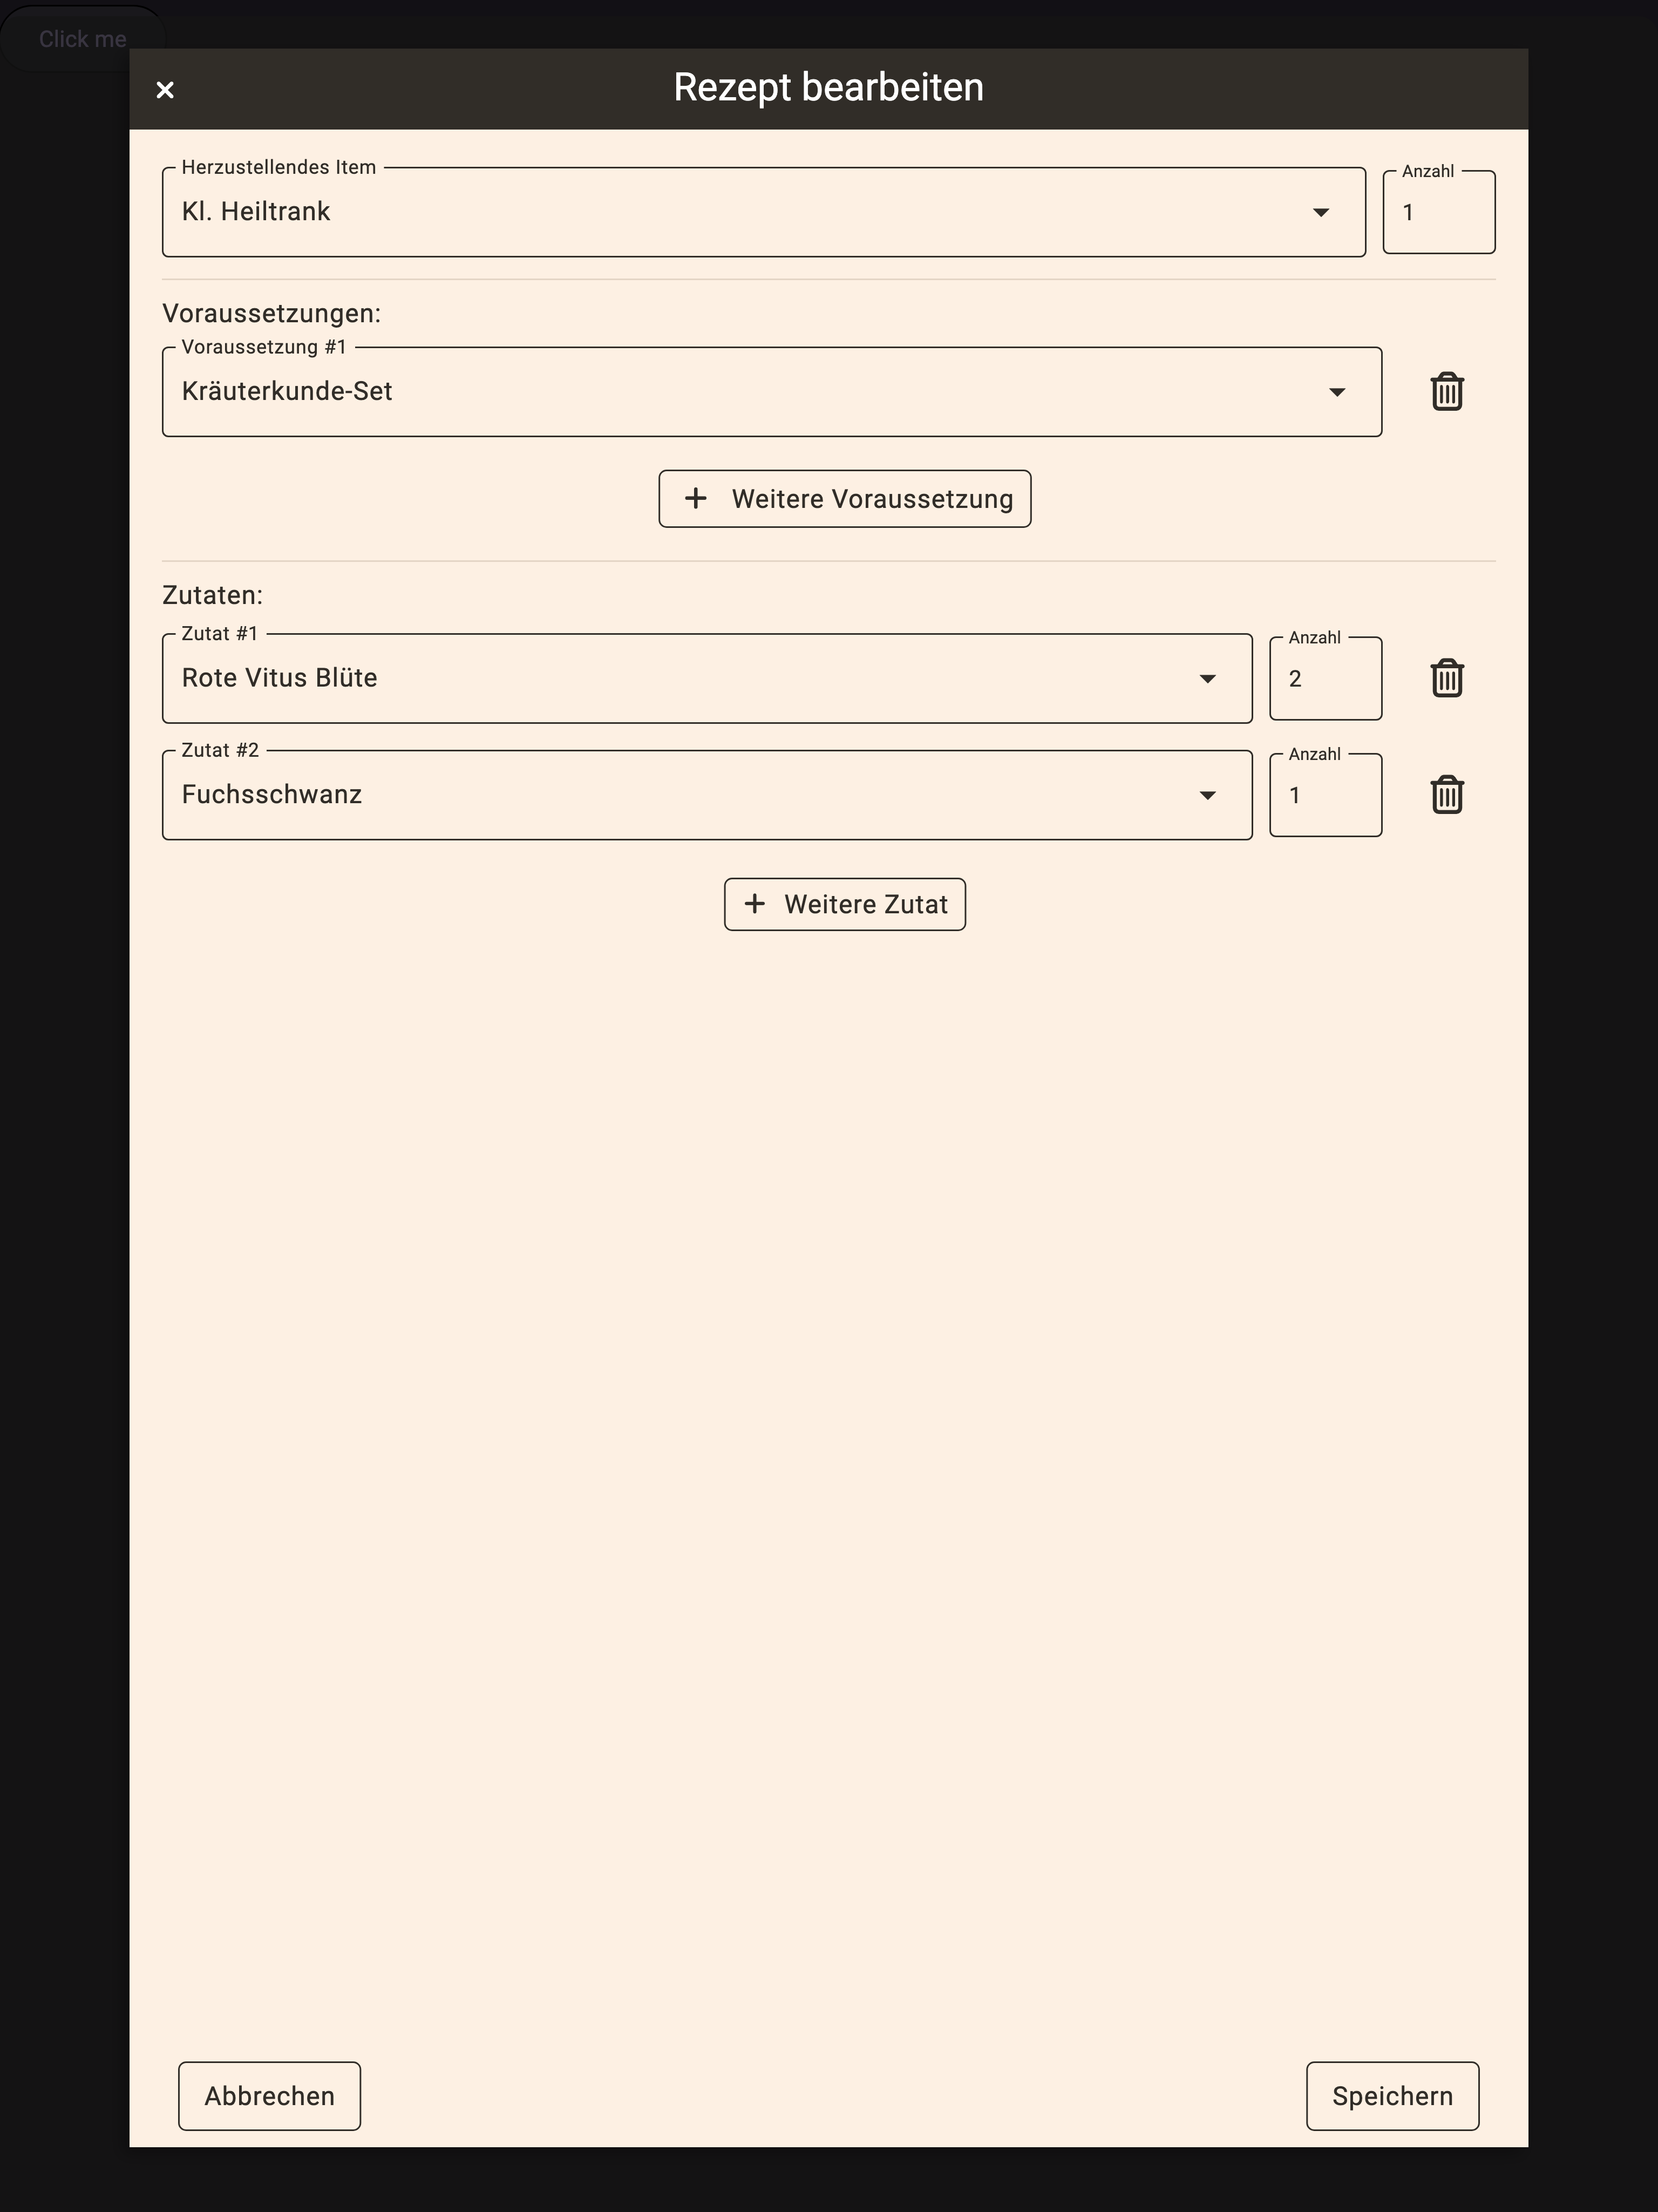 Click me
Rezept bearbeiten
Herzustellendes Item
Anzahl
Kl. Heiltrank
1
Voraussetzungen:
Voraussetzung #1
Kräuterkunde-Set
Weitere Voraussetzung
Zutaten:
Zutat #1
Anzahl
Rote Vitus Blüte
2
Zutat #2
Anzahl
Fuchsschwanz
1
Weitere Zutat
Abbrechen
Speichern